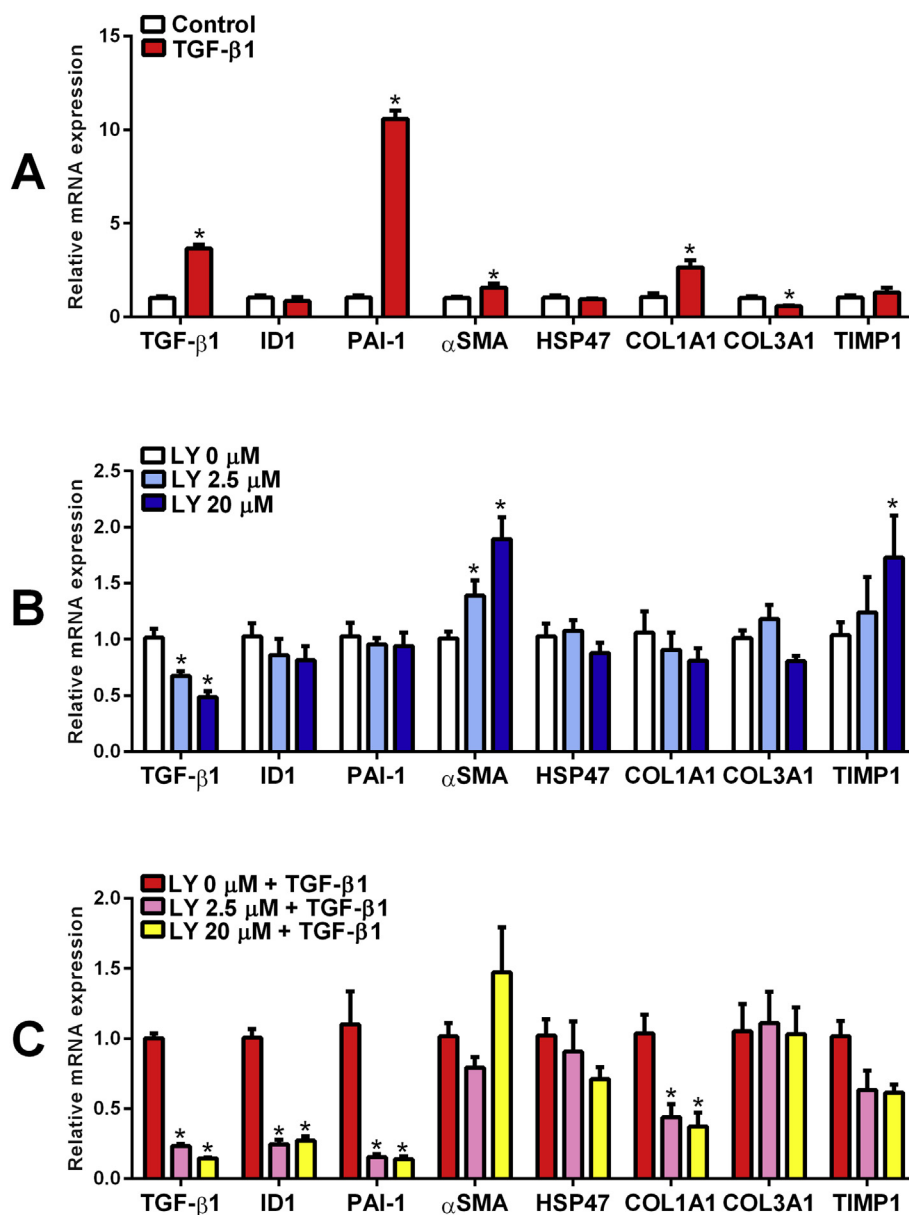 A
Control
TGF-β1
Relative mRNA expression
15
10
5
0
*
*
*
*
*
TGF-β1 ID1 PAI-1 αSMA HSP47 COL1A1 COL3A1 TIMP1
B
LY 0 μM
LY 2.5 μM
LY 20 μM
Relative mRNA expression
2.5
2.0
1.5
1.0
0.5
0.0
* *
* *
*
TGF-β1 ID1 PAI-1 αSMA HSP47 COL1A1 COL3A1 TIMP1
C
LY 0 μM + TGF-β1
LY 2.5 μM + TGF-β1
LY 20 μM + TGF-β1
Relative mRNA expression
2.0
1.5
1.0
0.5
0.0
* * * * * * * *
TGF-β1 ID1 PAI-1 αSMA HSP47 COL1A1 COL3A1 TIMP1